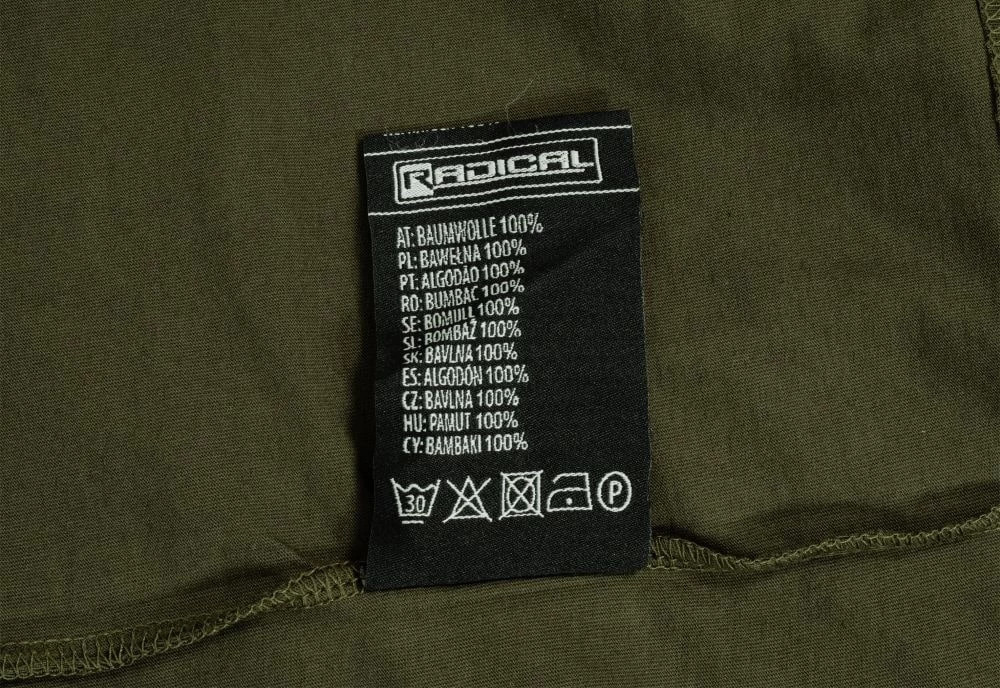 RADICAL
AT: BAUMWOLLE 100%
PL: BAWEŁNA 100%
PT: ALGODÃO 100%
RO: BUMBAC 100%
SE: BOMULL 100%
SL: BOMBAŽ 100%
SK: BAVLNA 100%
ES: ALGODÓN 100%
CZ: BAVLNA 100%
HU: PAMUT 100%
CY: BAMBAKI 100%
30 P